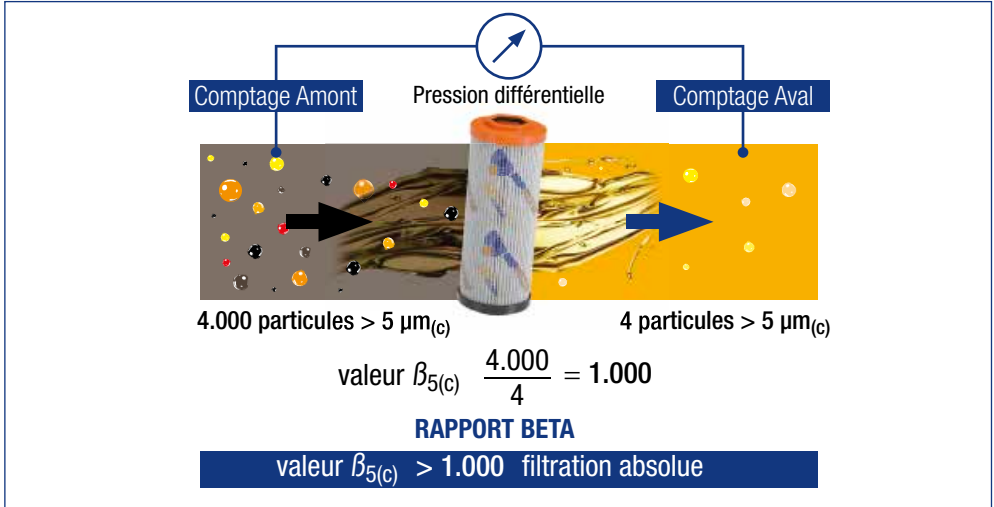 Comptage Amont
Pression différentielle
Comptage Aval
4.000 particules > 5 µm(c)
4 particules > 5 µm(c)
valeur β5(c) 4.000/4 = 1.000
RAPPORT BETA
valeur β5(c) > 1.000 filtration absolue